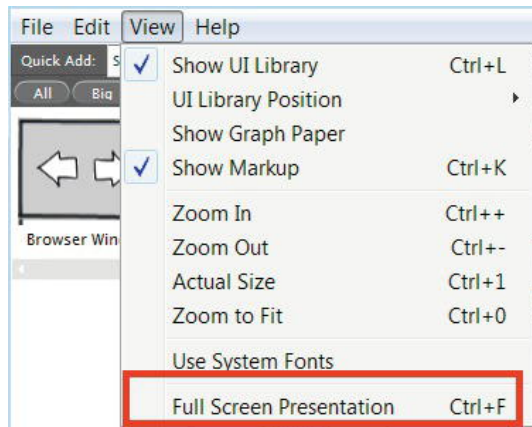 File Edit View Help
Quick Add: S
All Big
Browser Win
Show UI Library Ctrl+L
UI Library Position
Show Graph Paper
Show Markup Ctrl+K
Zoom In Ctrl++
Zoom Out Ctrl+-
Actual Size Ctrl+1
Zoom to Fit Ctrl+0
Use System Fonts
Full Screen Presentation Ctrl+F